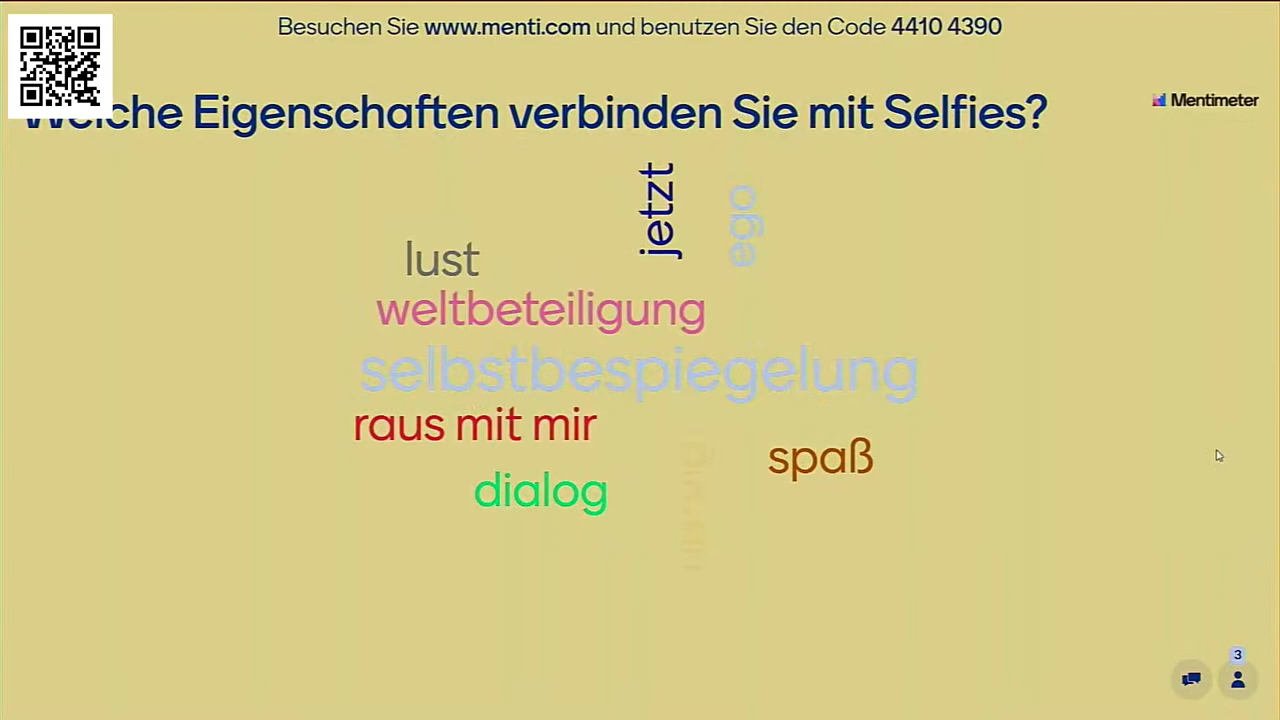 Besuchen Sie www.menti.com und benutzen Sie den Code 4410 4390
Welche Eigenschaften verbinden Sie mit Selfies?
Mentimeter
jetzt
ego
lust
weltbeteiligung
selbstbespiegelung
raus mit mir
spaß
dialog
3